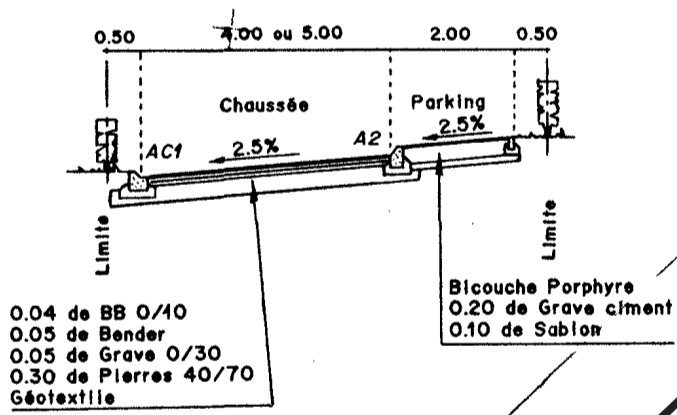 0.50 4.00 ou 5.00 2.00 0.50
Chaussée Parking
AC1 2.5% A2 2.5%
Limite
Limite
0.04 de BB 0/10
0.05 de Bender
0.05 de Grave 0/30
0.30 de Pierres 40/70
Géotextile
Bicouche Porphyre
0.20 de Grave ciment
0.10 de Sablon